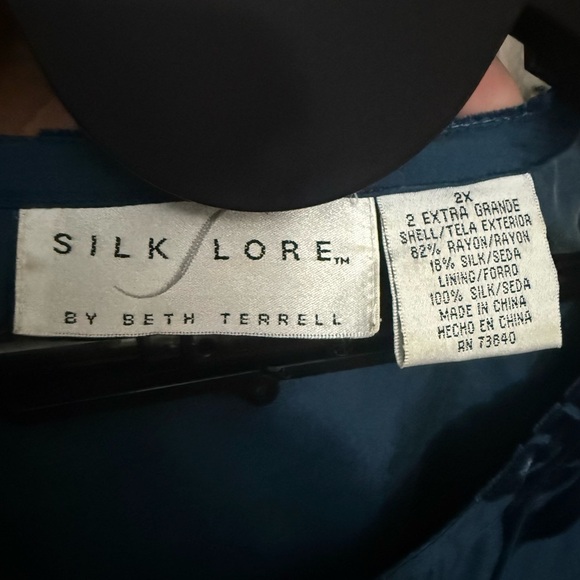 SILK LORE™
BY BETH TERRELL
2X
2 EXTRA GRANDE
SHELL/TELA EXTERIOR
82% RAYON/RAYON
18% SILK/SEDA
LINING/FORRO
100% SILK/SEDA
MADE IN CHINA
HECHO EN CHINA
RN 73640